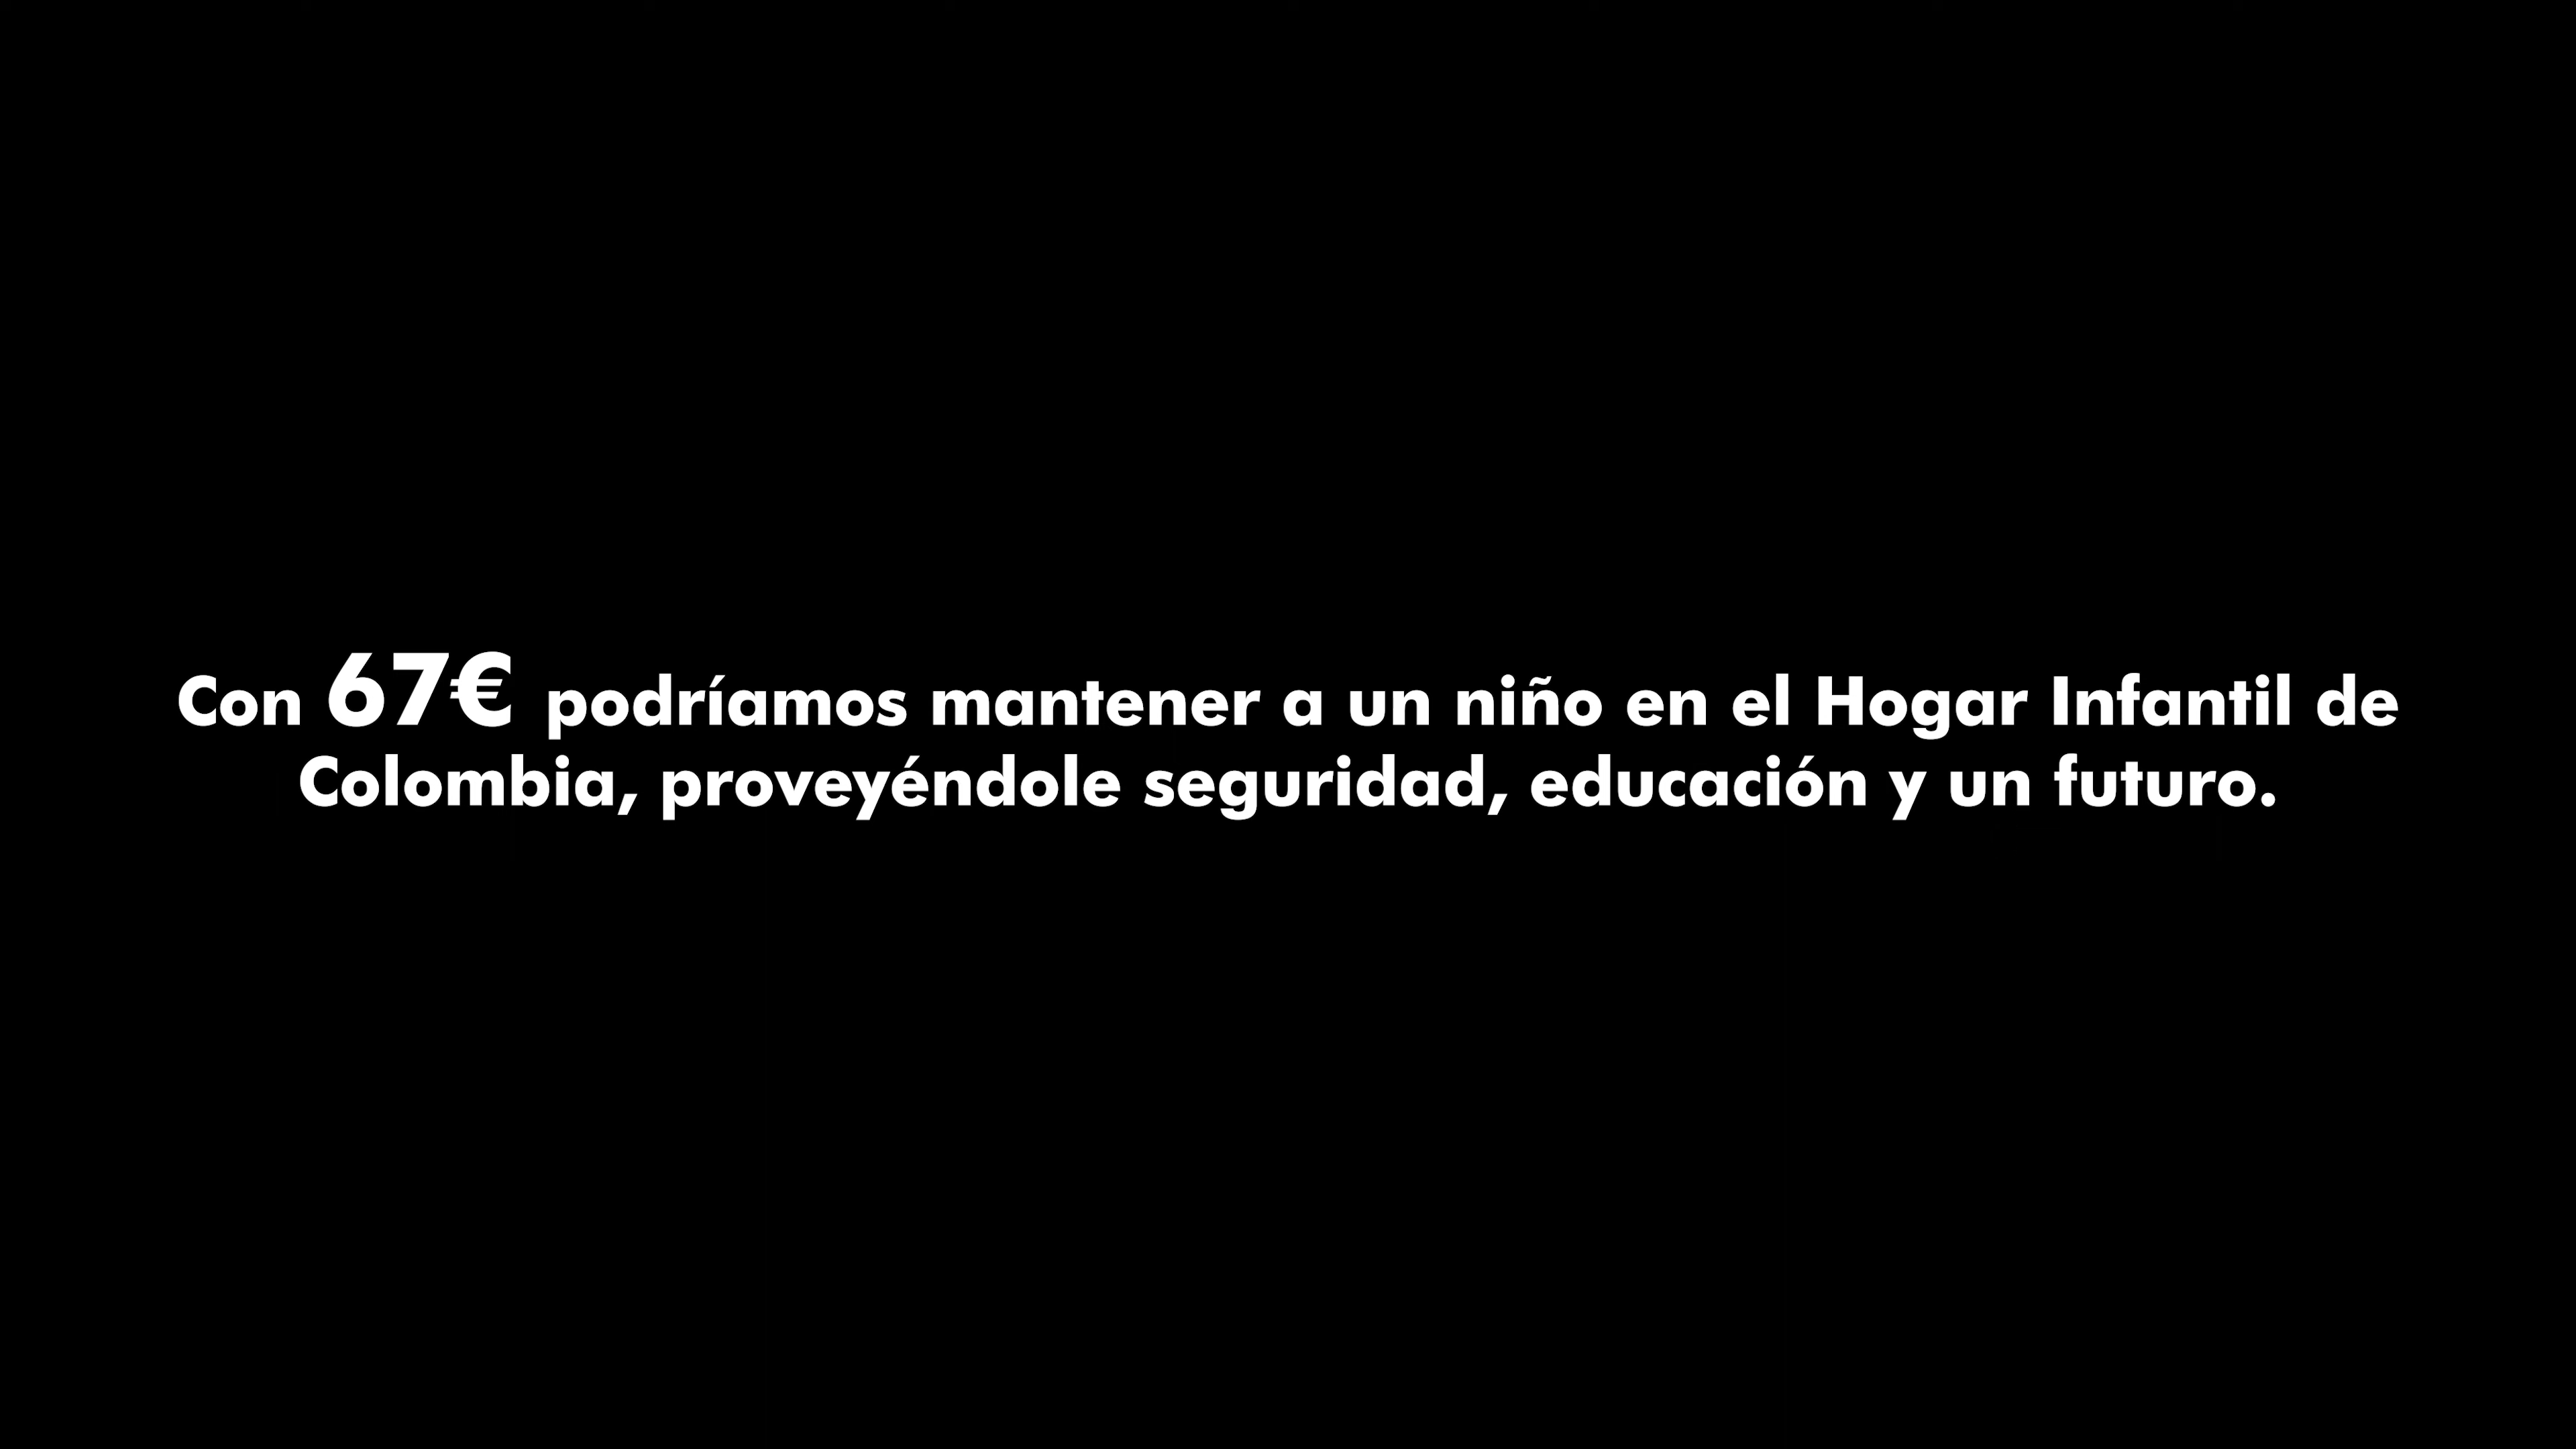 Con 67€ podríamos mantener a un niño en el Hogar Infantil de
Colombia, proveyéndole seguridad, educación y un futuro.